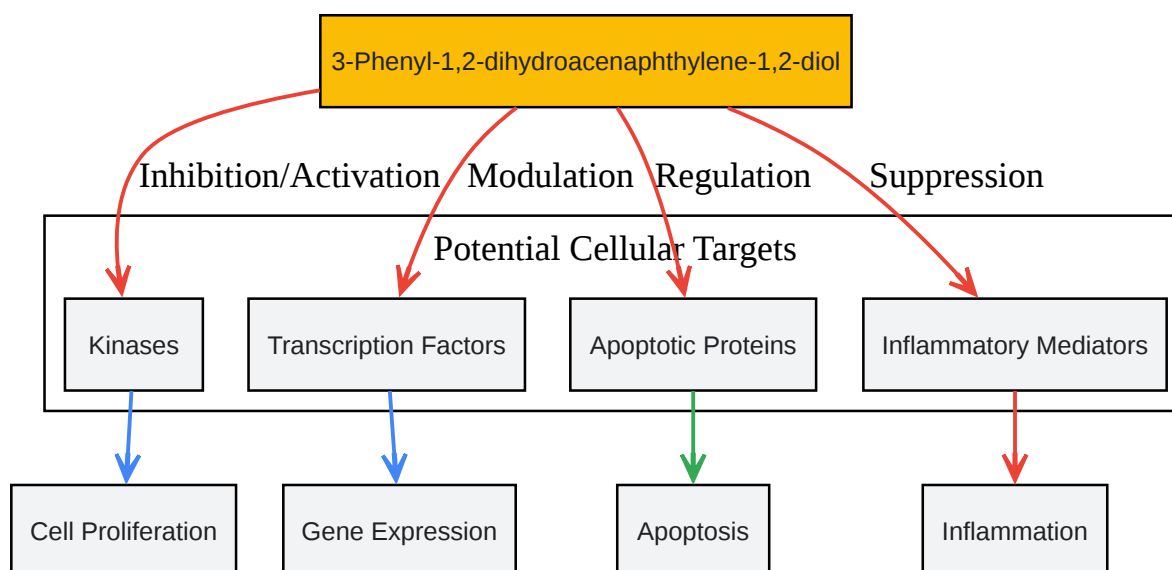 3-Phenyl-1,2-dihydroacenaphthylene-1,2-diol
Inhibition/Activation
Modulation
Regulation
Suppression
Potential Cellular Targets
Kinases
Transcription Factors
Apoptotic Proteins
Inflammatory Mediators
Cell Proliferation
Gene Expression
Apoptosis
Inflammation